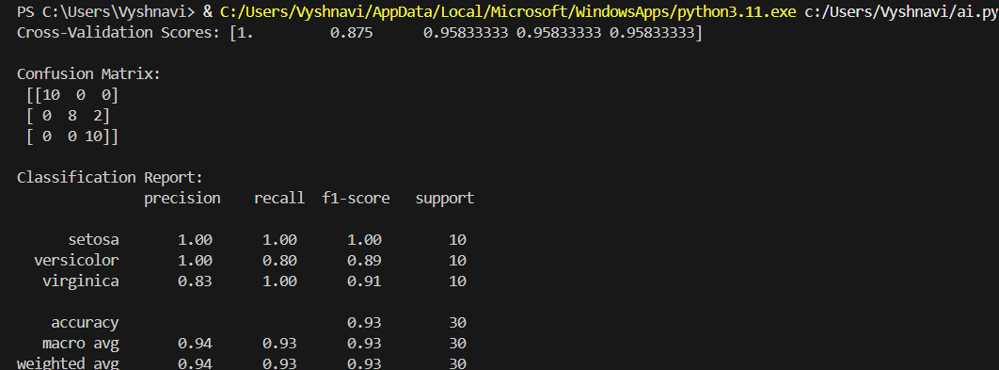 PS C:\Users\Vyshnavi> & C:/Users/Vyshnavi/AppData/Local/Microsoft/WindowsApps/python3.11.exe c:/Users/Vyshnavi/ai.py
Cross-Validation Scores: [1.         0.875      0.95833333 0.95833333 0.95833333]

Confusion Matrix:
 [[10  0  0]
 [ 0  8  2]
 [ 0  0 10]]

Classification Report:
               precision    recall  f1-score   support

      setosa       1.00      1.00      1.00        10
  versicolor       1.00      0.80      0.89        10
   virginica       0.83      1.00      0.91        10

    accuracy                           0.93        30
   macro avg       0.94      0.93      0.93        30
weighted avg       0.94      0.93      0.93        30